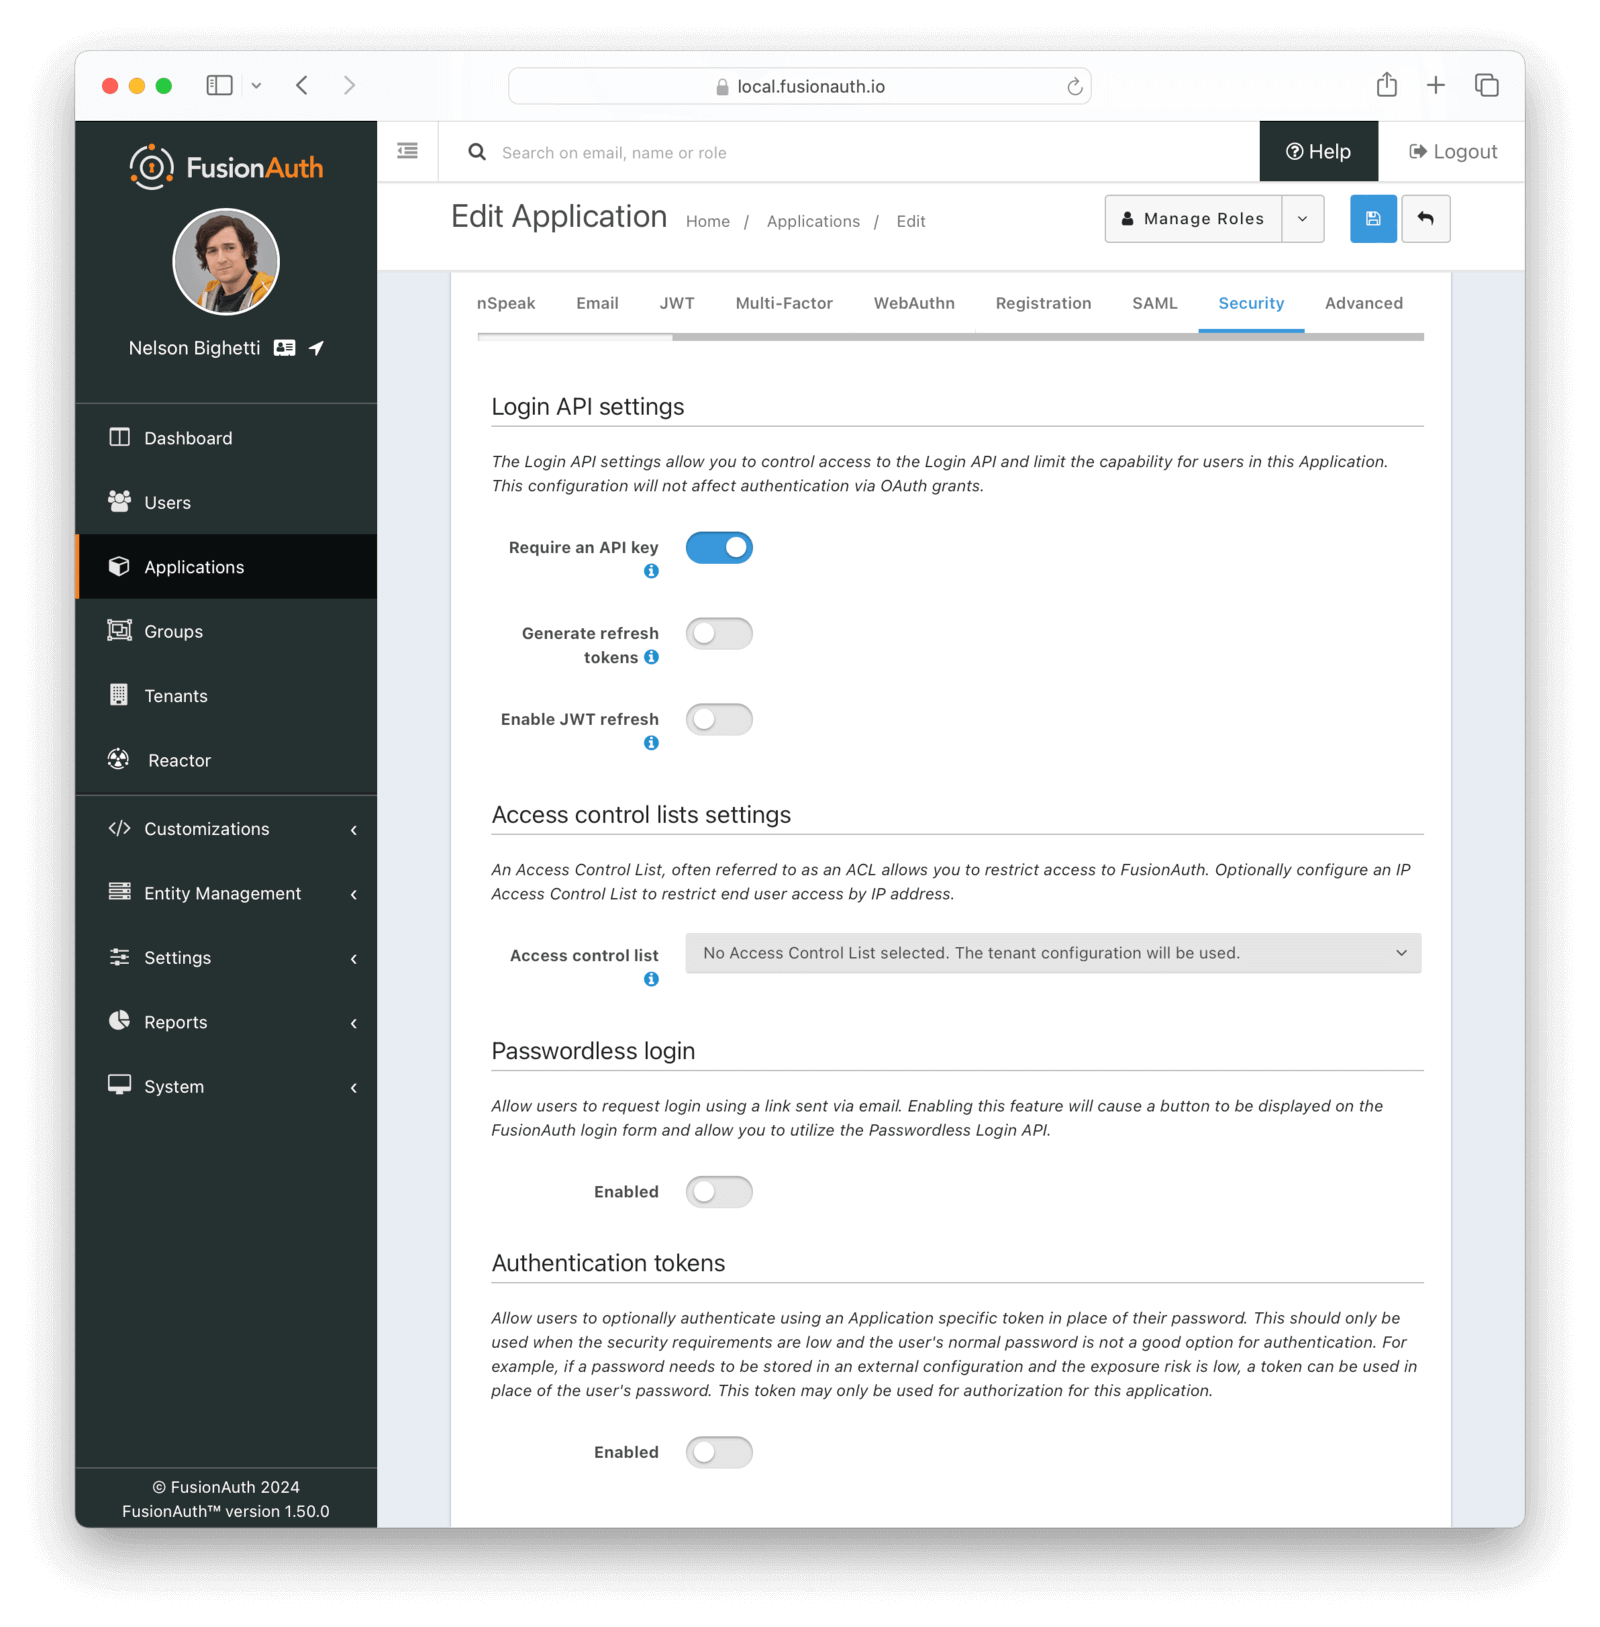 local.fusionauth.io
FusionAuth
Search on email, name or role
Help
Logout
Edit Application
Home / Applications / Edit
Manage Roles
Nelson Bighetti
nSpeak Email JWT Multi-Factor WebAuthn Registration SAML Security Advanced
Dashboard
Users
Applications
Groups
Tenants
Reactor
Customizations
Entity Management
Settings
Reports
System
© FusionAuth 2024
FusionAuth™ version 1.50.0
Login API settings
The Login API settings allow you to control access to the Login API and limit the capability for users in this Application.
This configuration will not affect authentication via OAuth grants.
Require an API key
Generate refresh
tokens
Enable JWT refresh
Access control lists settings
An Access Control List, often referred to as an ACL allows you to restrict access to FusionAuth. Optionally configure an IP
Access Control List to restrict end user access by IP address.
Access control list
No Access Control List selected. The tenant configuration will be used.
Passwordless login
Allow users to request login using a link sent via email. Enabling this feature will cause a button to be displayed on the
FusionAuth login form and allow you to utilize the Passwordless Login API.
Enabled
Authentication tokens
Allow users to optionally authenticate using an Application specific token in place of their password. This should only be
used when the security requirements are low and the user's normal password is not a good option for authentication. For
example, if a password needs to be stored in an external configuration and the exposure risk is low, a token can be used in
place of the user's password. This token may only be used for authorization for this application.
Enabled